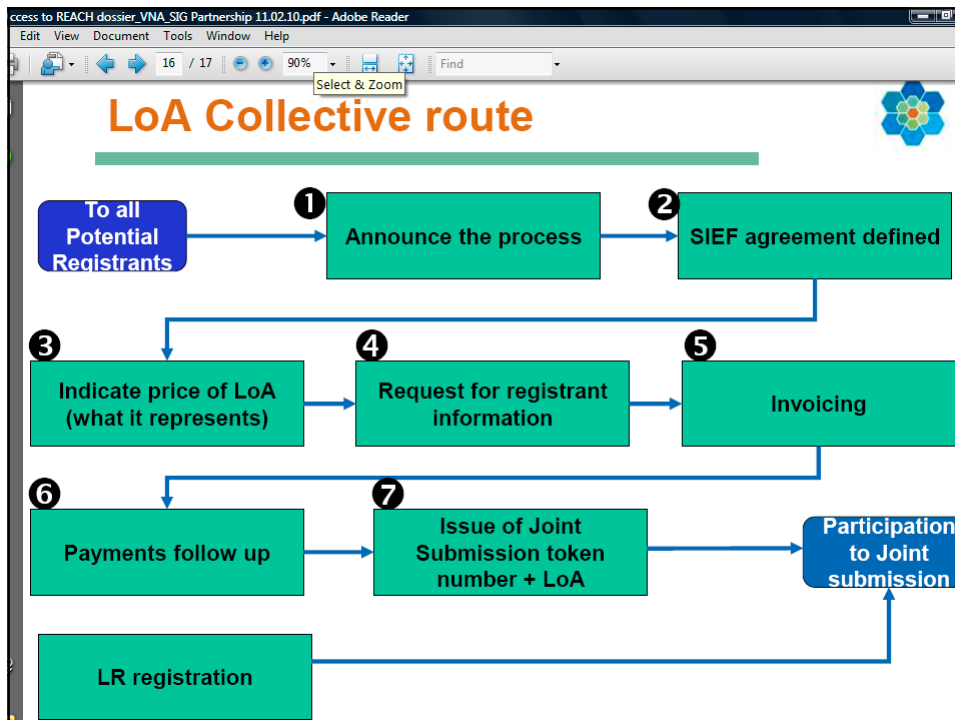 ccess to REACH dossier_VNA_SIG Partnership 11.02.10.pdf - Adobe Reader
Edit View Document Tools Window Help
16 / 17 90% Find
Select & Zoom
LoA Collective route
To all
Potential
Registrants
1
Announce the process
2
SIEF agreement defined
3
Indicate price of LoA
(what it represents)
4
Request for registrant
information
5
Invoicing
6
Payments follow up
7
Issue of Joint
Submission token
number + LoA
Participation
to Joint
submission
LR registration